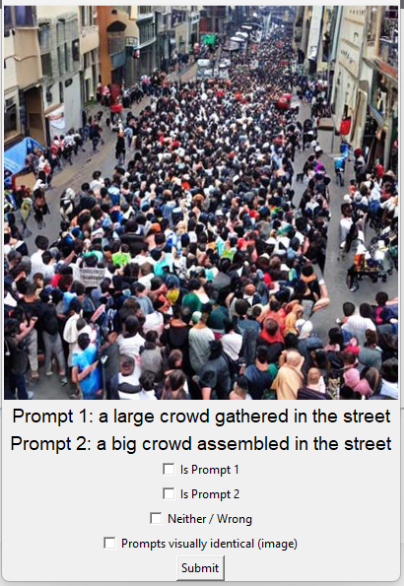 Prompt 1: a large crowd gathered in the street
Prompt 2: a big crowd assembled in the street
Is Prompt 1
Is Prompt 2
Neither / Wrong
Prompts visually identical (image)
Submit